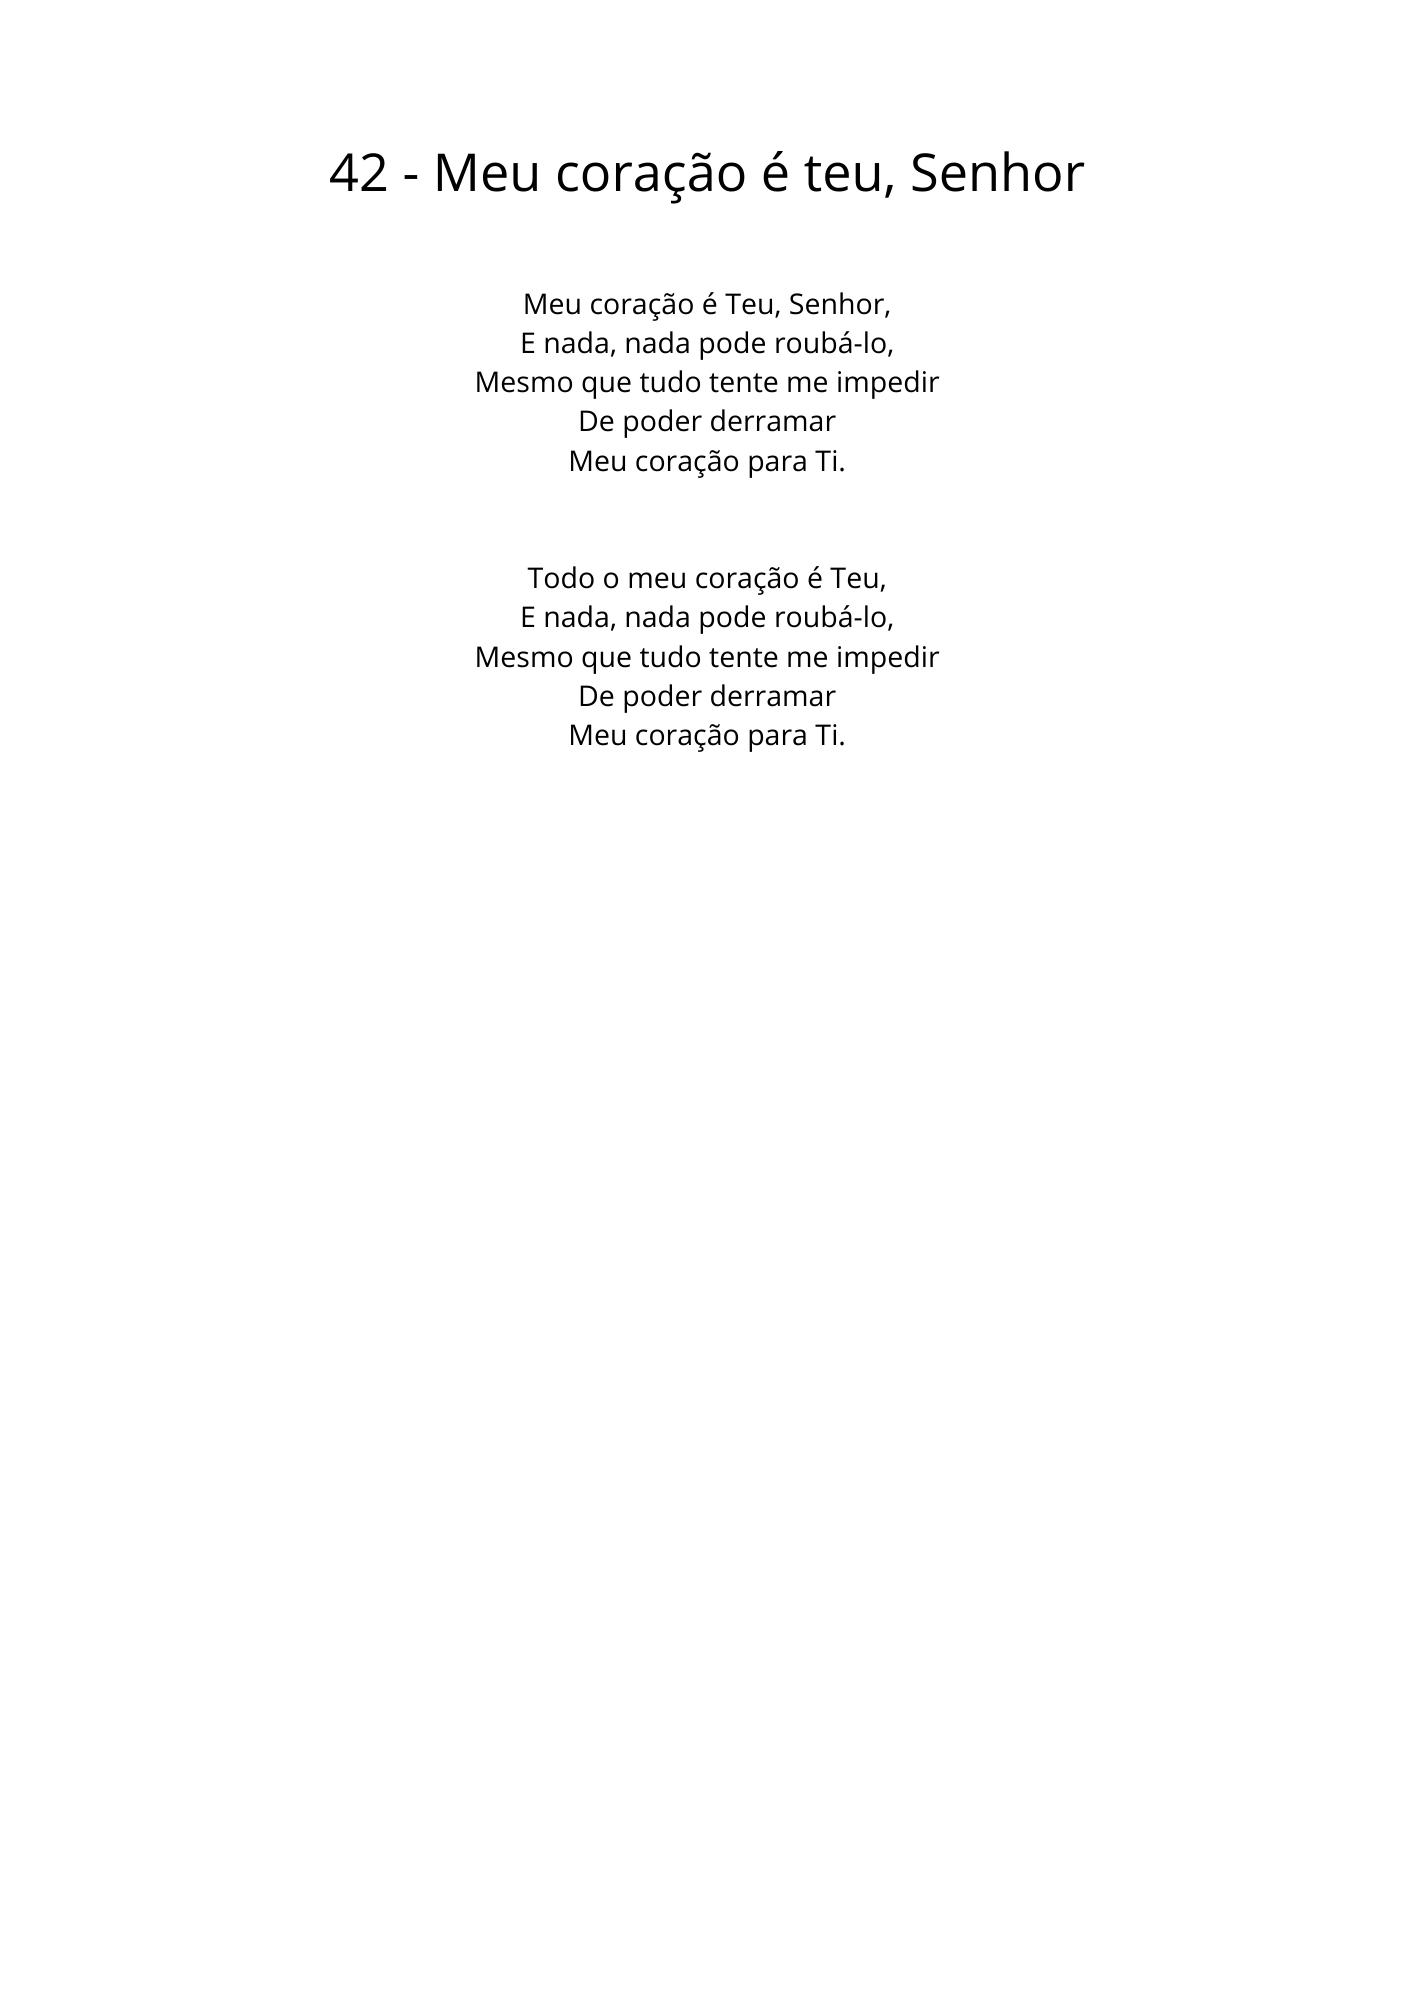 42 - Meu coração é teu, Senhor
Meu coração é Teu, Senhor,
E nada, nada pode roubá-lo,
Mesmo que tudo tente me impedir
De poder derramar
Meu coração para Ti.
Todo o meu coração é Teu,
E nada, nada pode roubá-lo,
Mesmo que tudo tente me impedir
De poder derramar
Meu coração para Ti.